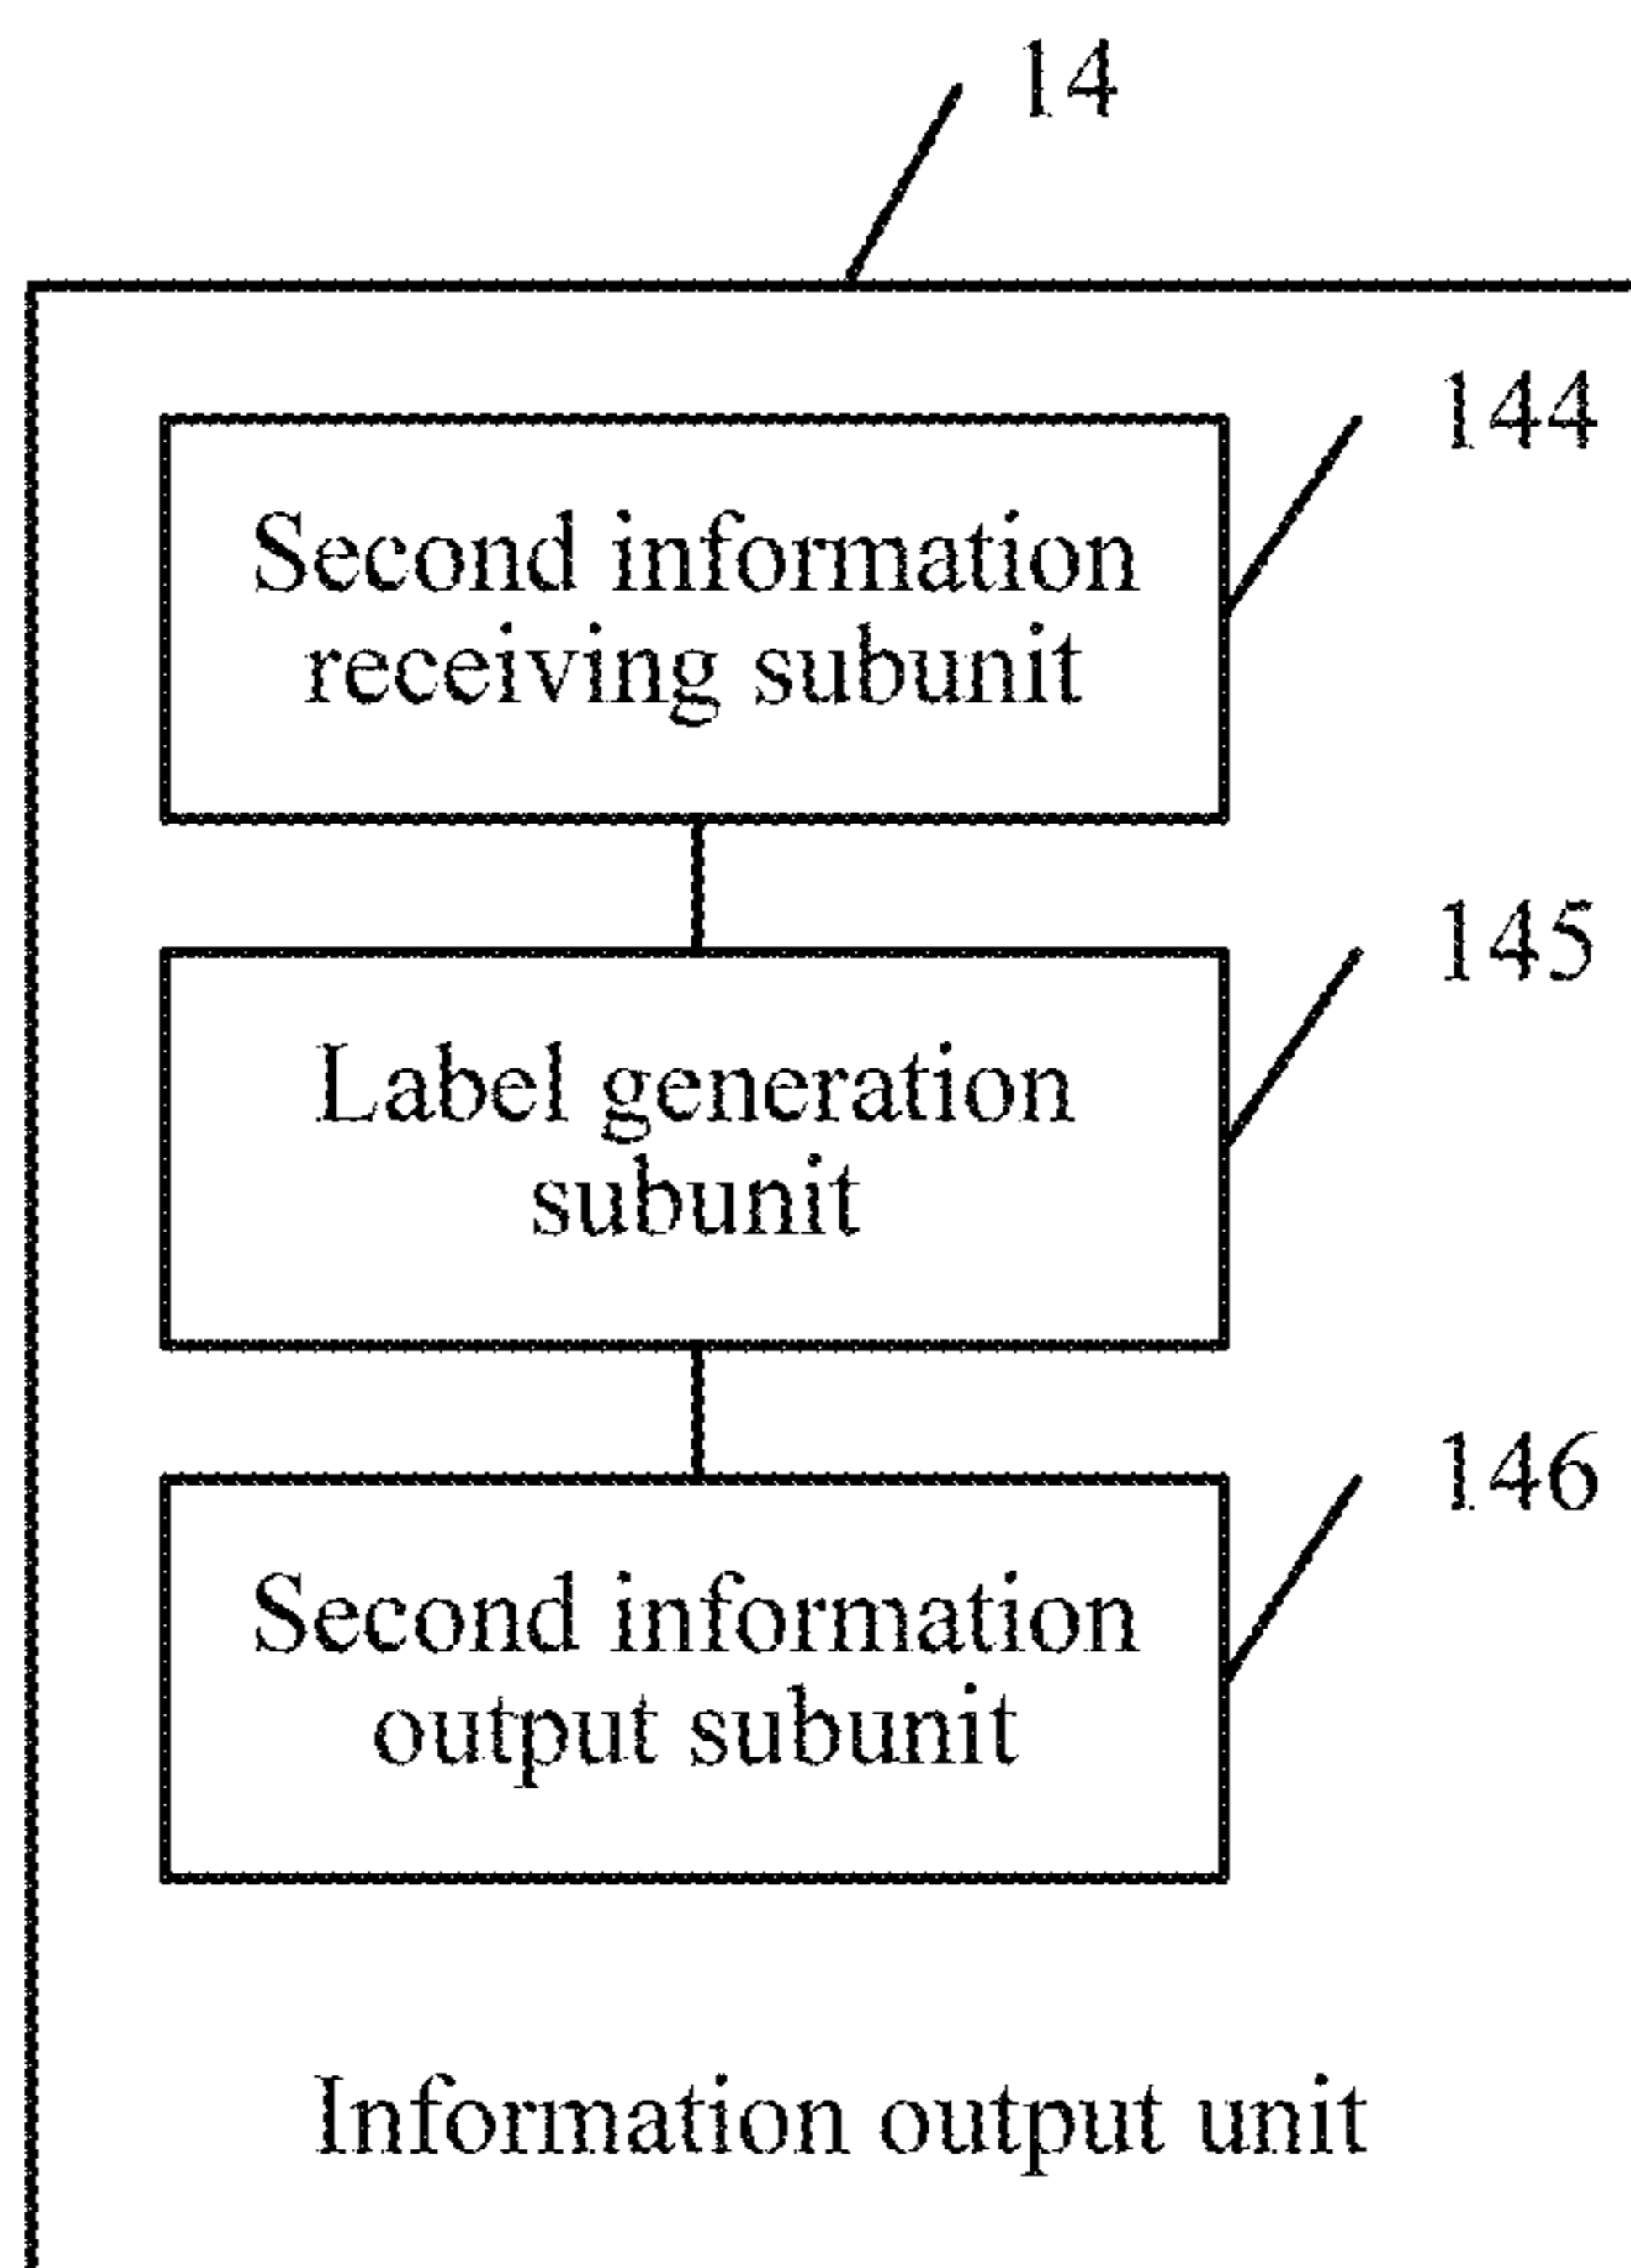 14
144
Second information
receiving subunit
145
Label generation
subunit
146
Second information
output subunit
Information output unit